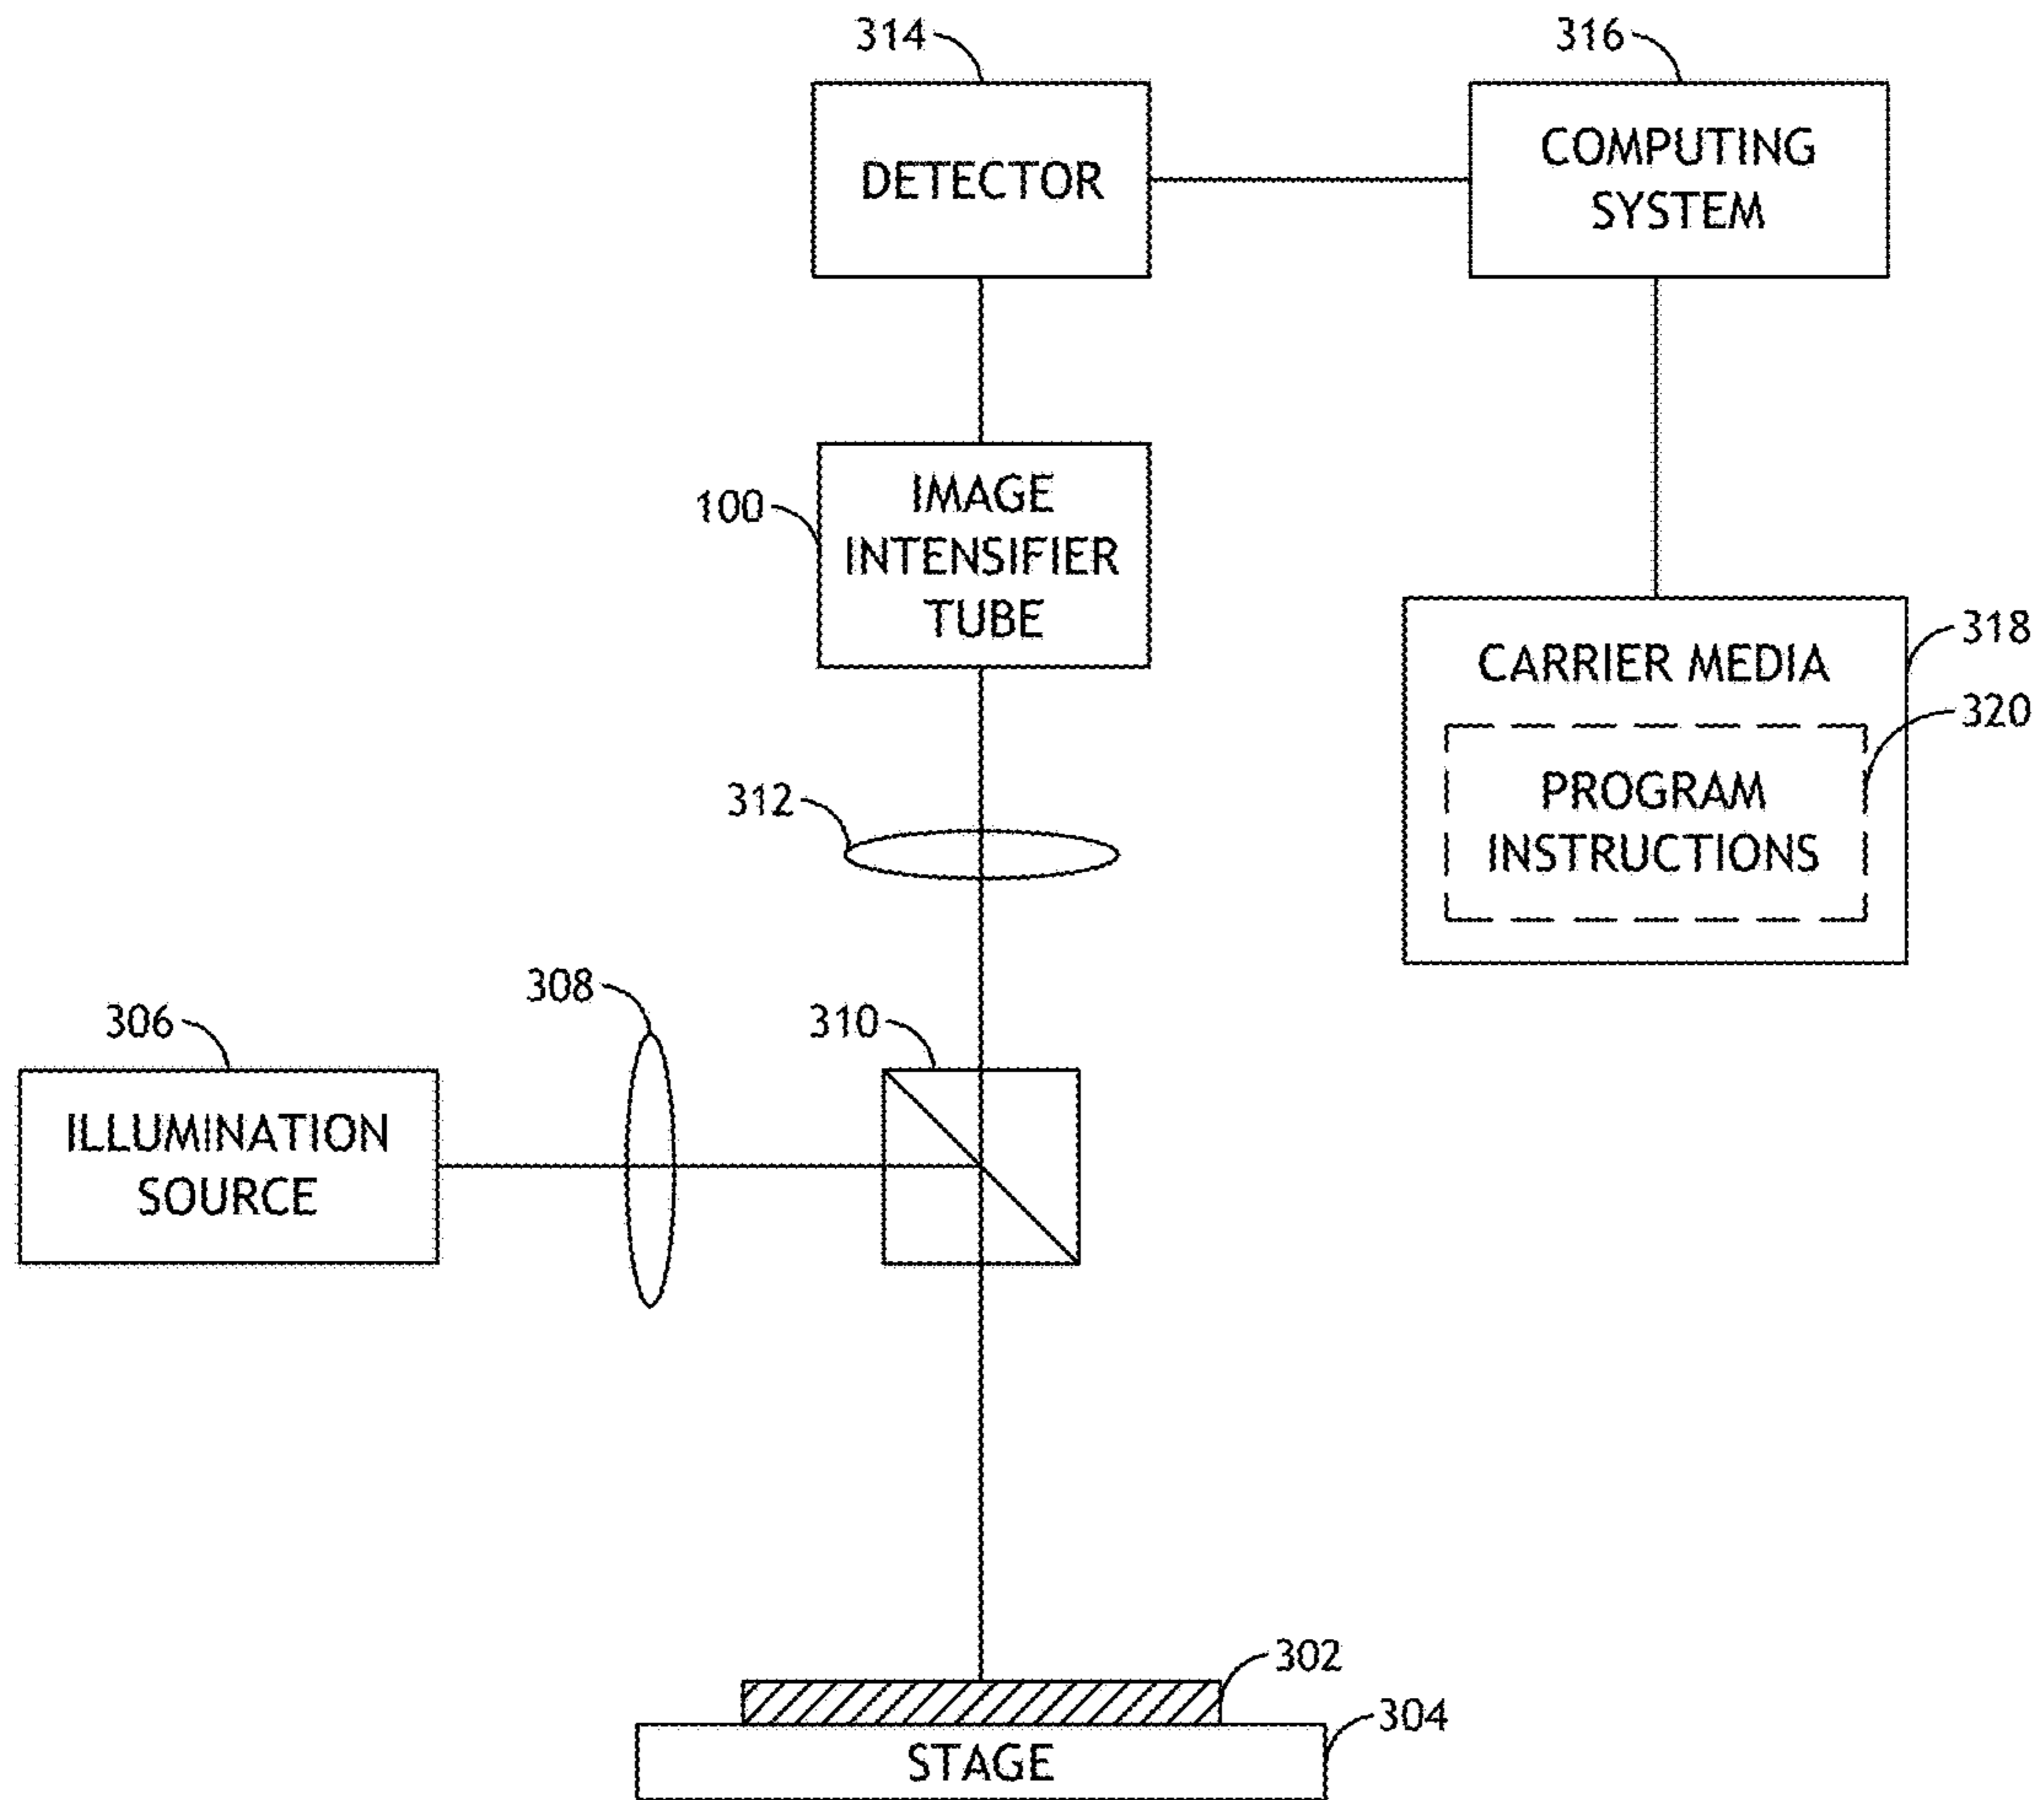 314
316
DETECTOR
COMPUTING
SYSTEM
100
IMAGE
INTENSIFIER
TUBE
318
CARRIER MEDIA
320
PROGRAM
INSTRUCTIONS
312
308
306
310
ILLUMINATION
SOURCE
302
304
STAGE